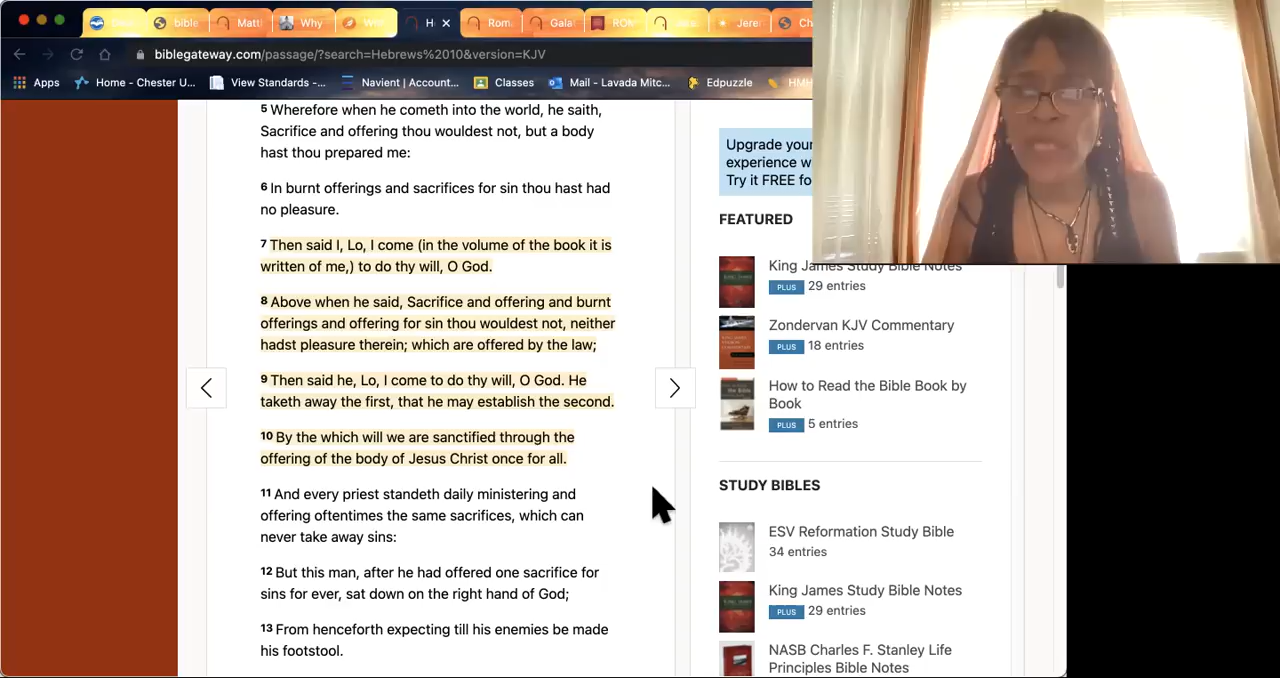 bible
Matt
Why
H
Rom
Gala
RON
Jerer
Ch
biblegateway.com/passage/?search=Hebrews%2010&version=KJV
Apps
Home - Chester U...
View Standards -...
Navient | Account...
Classes
Mail - Lavada Mitc...
Edpuzzle
HMH
5 Wherefore when he cometh into the world, he saith,
Sacrifice and offering thou wouldest not, but a body
hast thou prepared me:
6 In burnt offerings and sacrifices for sin thou hast had
no pleasure.
7 Then said I, Lo, I come (in the volume of the book it is
written of me,) to do thy will, O God.
8 Above when he said, Sacrifice and offering and burnt
offerings and offering for sin thou wouldest not, neither
hadst pleasure therein; which are offered by the law;
9 Then said he, Lo, I come to do thy will, O God. He
taketh away the first, that he may establish the second.
10 By the which will we are sanctified through the
offering of the body of Jesus Christ once for all.
11 And every priest standeth daily ministering and
offering oftentimes the same sacrifices, which can
never take away sins:
12 But this man, after he had offered one sacrifice for
sins for ever, sat down on the right hand of God;
13 From henceforth expecting till his enemies be made
his footstool.
Upgrade your
experience w
Try it FREE fo
FEATURED
King James Study Bible Notes
PLUS 29 entries
Zondervan KJV Commentary
PLUS 18 entries
How to Read the Bible Book by
Book
PLUS 5 entries
STUDY BIBLES
ESV Reformation Study Bible
34 entries
King James Study Bible Notes
PLUS 29 entries
NASB Charles F. Stanley Life
Principles Bible Notes